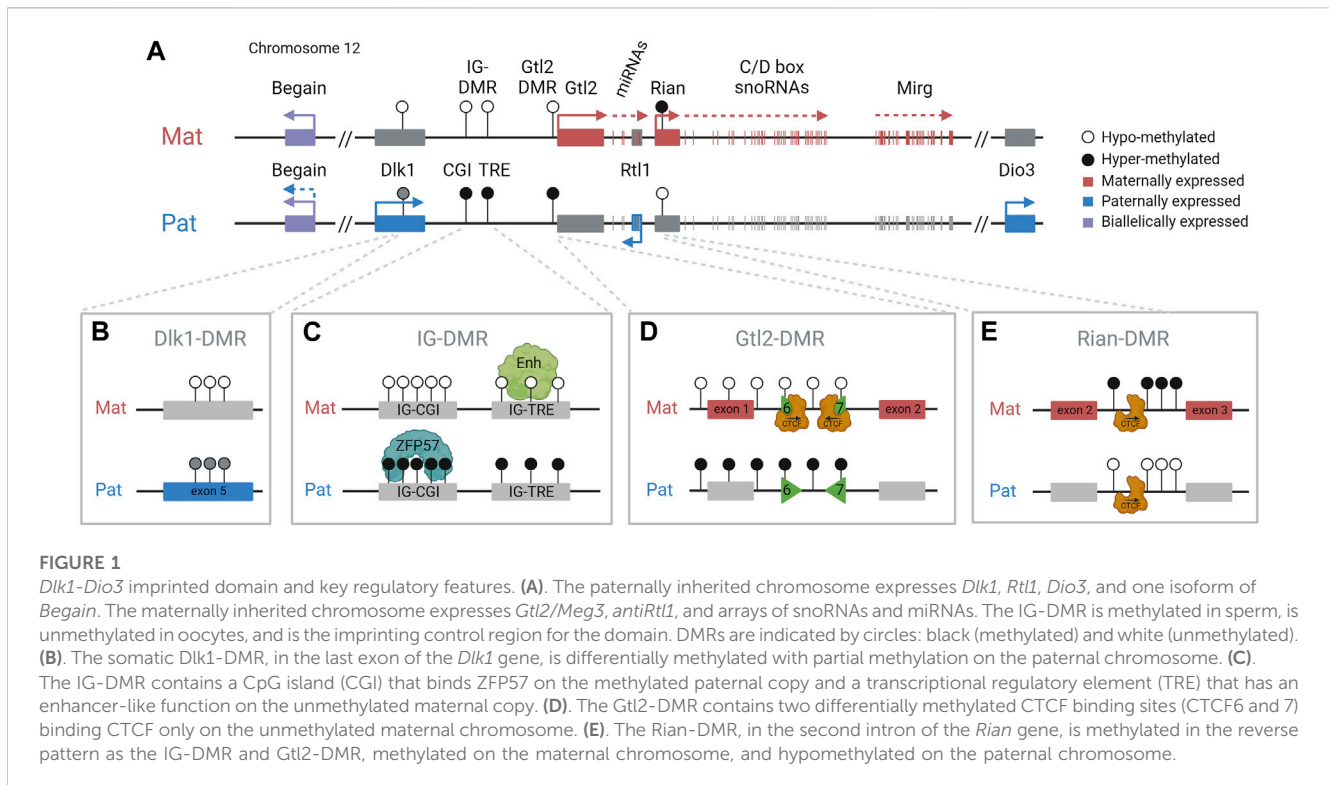 A
Chromosome 12
Begain
IG-
DMR
Gtl2
DMR
Gtl2
miRNAs
Rian
C/D box
snoRNAs
Mirg
Mat
//
//
Begain
Dlk1
CGI TRE
Rtl1
Dio3
Pat
//
//
Hypo-methylated
Hyper-methylated
Maternally expressed
Paternally expressed
Biallelically expressed
B
Dlk1-DMR
Mat
Pat
exon 5
C
IG-DMR
Enh
Mat
IG-CGI
IG-TRE
ZFP57
Pat
IG-CGI
IG-TRE
D
Gtl2-DMR
Mat
exon 1
6
CTCF
7
CTCF
exon 2
Pat
6
7
E
Rian-DMR
Mat
exon 2
CTCF
exon 3
Pat
CTCF
FIGURE 1
Dlk1-Dio3 imprinted domain and key regulatory features. (A). The paternally inherited chromosome expresses Dlk1, Rtl1, Dio3, and one isoform of
Begain. The maternally inherited chromosome expresses Gtl2/Meg3, antiRtl1, and arrays of snoRNAs and miRNAs. The IG-DMR is methylated in sperm, is
unmethylated in oocytes, and is the imprinting control region for the domain. DMRs are indicated by circles: black (methylated) and white (unmethylated).
(B). The somatic Dlk1-DMR, in the last exon of the Dlk1 gene, is differentially methylated with partial methylation on the paternal chromosome. (C).
The IG-DMR contains a CpG island (CGI) that binds ZFP57 on the methylated paternal copy and a transcriptional regulatory element (TRE) that has an
enhancer-like function on the unmethylated maternal copy. (D). The Gtl2-DMR contains two differentially methylated CTCF binding sites (CTCF6 and 7)
binding CTCF only on the unmethylated maternal chromosome. (E). The Rian-DMR, in the second intron of the Rian gene, is methylated in the reverse
pattern as the IG-DMR and Gtl2-DMR, methylated on the maternal chromosome, and hypomethylated on the paternal chromosome.